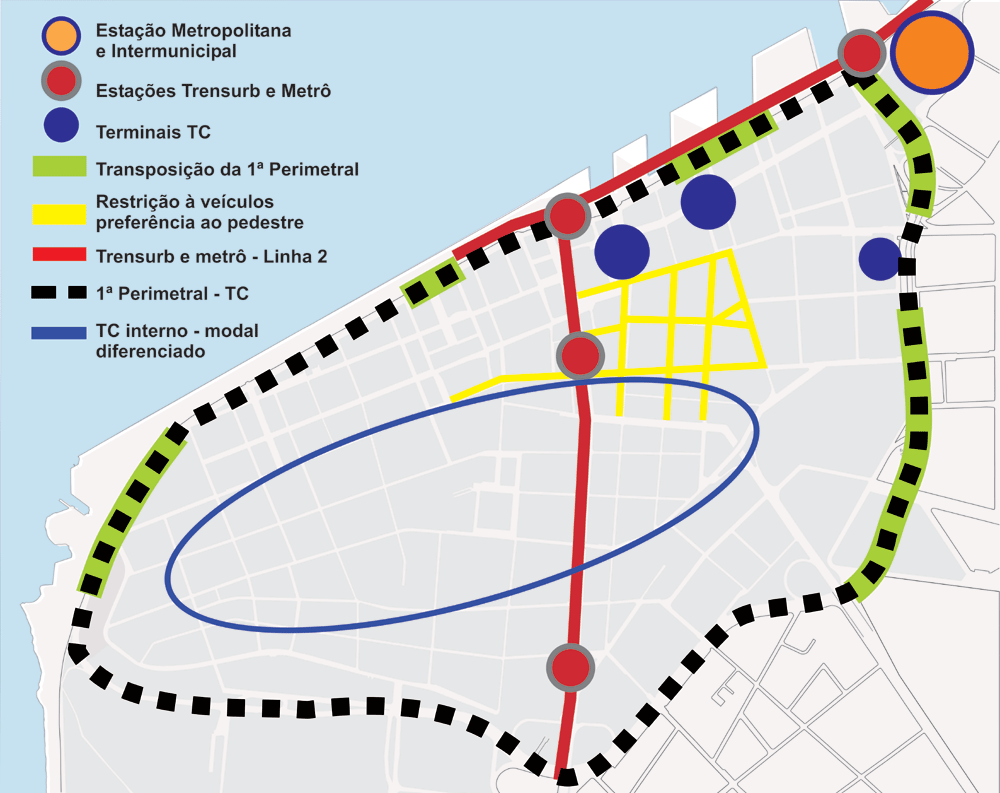 Estação Metropolitana
e Intermunicipal
Estações Trensurb e Metrô
Terminais TC
Transposição da 1ª Perimetral
Restrição à veículos
preferência ao pedestre
Trensurb e metrô - Linha 2
1ª Perimetral - TC
TC interno - modal
diferenciado